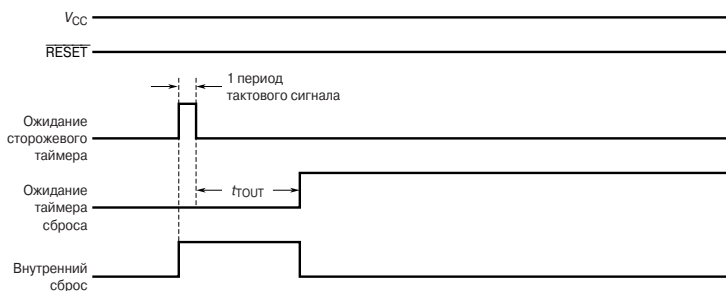 VCC
RESET
1 период
тактового сигнала
Ожидание
сторожевого
таймера
tTOUT
Ожидание
таймера
сброса
Внутренний
сброс